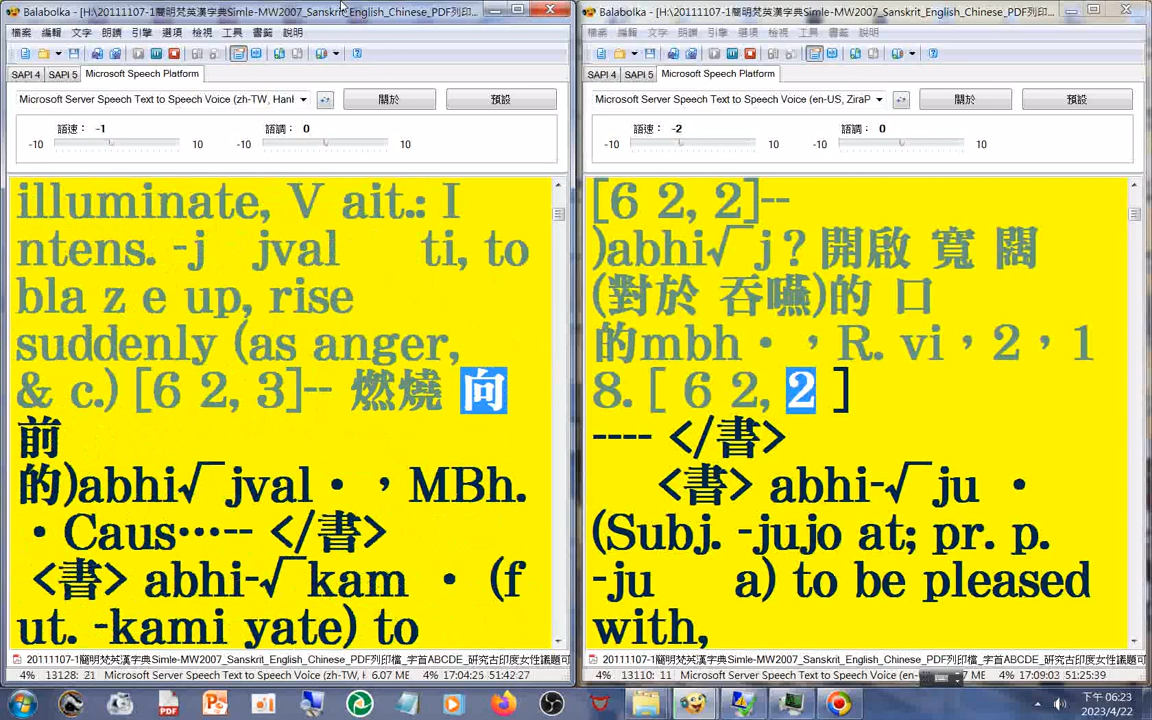 Balabolka - [H:\20111107-1簡明梵英漢字典Simle-MW2007_Sanskrit_English_Chinese_PDF列印...
檔案 編輯 文字 朗讀 引擎 選項 檢視 工具 書籤 說明
SAPI 4 SAPI 5 Microsoft Speech Platform
Microsoft Server Speech Text to Speech Voice (zh-TW, Hanl 關於 預設
語速： -1 語調： 0
-10 10 -10 10
illuminate, V ait.: I
ntens. -j jval ti, to
bla z e up, rise
suddenly (as anger,
& c.) [6 2, 3]-- 燃燒 向
前
的)abhi√jval•，MBh.
•Caus…-- </書>
<書> abhi-√kam • (f
ut. -kami yate) to
20111107-1簡明梵英漢字典Simle-MW2007_Sanskrit_English_Chinese_PDF列印檔_字首ABCDE_研究古印度女性議題可
4% 13128: 21 Microsoft Server Speech Text to Speech Voice (zh-TW, H 6.07 ME 4% 17:04:25 51:42:27
Balabolka - [H:\20111107-1簡明梵英漢字典Simle-MW2007_Sanskrit_English_Chinese_PDF列印...
檔案 編輯 文字 朗讀 引擎 選項 檢視 工具 書籤 說明
SAPI 4 SAPI 5 Microsoft Speech Platform
Microsoft Server Speech Text to Speech Voice (en-US, ZiraP 關於 預設
語速： -2 語調： 0
-10 10 -10 10
[6 2, 2]--
)abhi√j？開啟 寬 闊
(對於 吞嚥)的 口
的mbh•，R. vi，2，1
8. [ 6 2, 2 ]
---- </書>
<書> abhi-√ju •
(Subj. -jujo at; pr. p.
-ju a) to be pleased
with,
20111107-1簡明梵英漢字典Simle-MW2007_Sanskrit_English_Chinese_PDF列印檔_字首ABCDE_研究古印度女性議題可
4% 13110: 11 Microsoft Server Speech Text to Speech Voice (en-U ME 4% 17:09:03 51:25:39
下午 06:23
2023/4/22